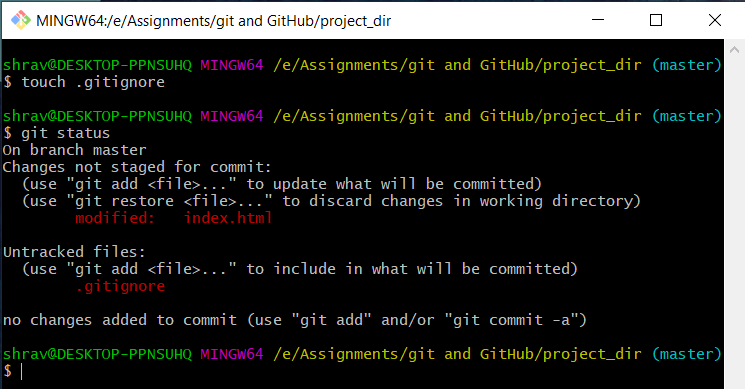 MINGW64:/e/Assignments/git and GitHub/project_dir
shrav@DESKTOP-PPNSUHQ MINGW64 /e/Assignments/git and GitHub/project_dir (master)
$ touch .gitignore
shrav@DESKTOP-PPNSUHQ MINGW64 /e/Assignments/git and GitHub/project_dir (master)
$ git status
On branch master
Changes not staged for commit:
  (use "git add <file>..." to update what will be committed)
  (use "git restore <file>..." to discard changes in working directory)
        modified:   index.html
Untracked files:
  (use "git add <file>..." to include in what will be committed)
        .gitignore
no changes added to commit (use "git add" and/or "git commit -a")
shrav@DESKTOP-PPNSUHQ MINGW64 /e/Assignments/git and GitHub/project_dir (master)
$